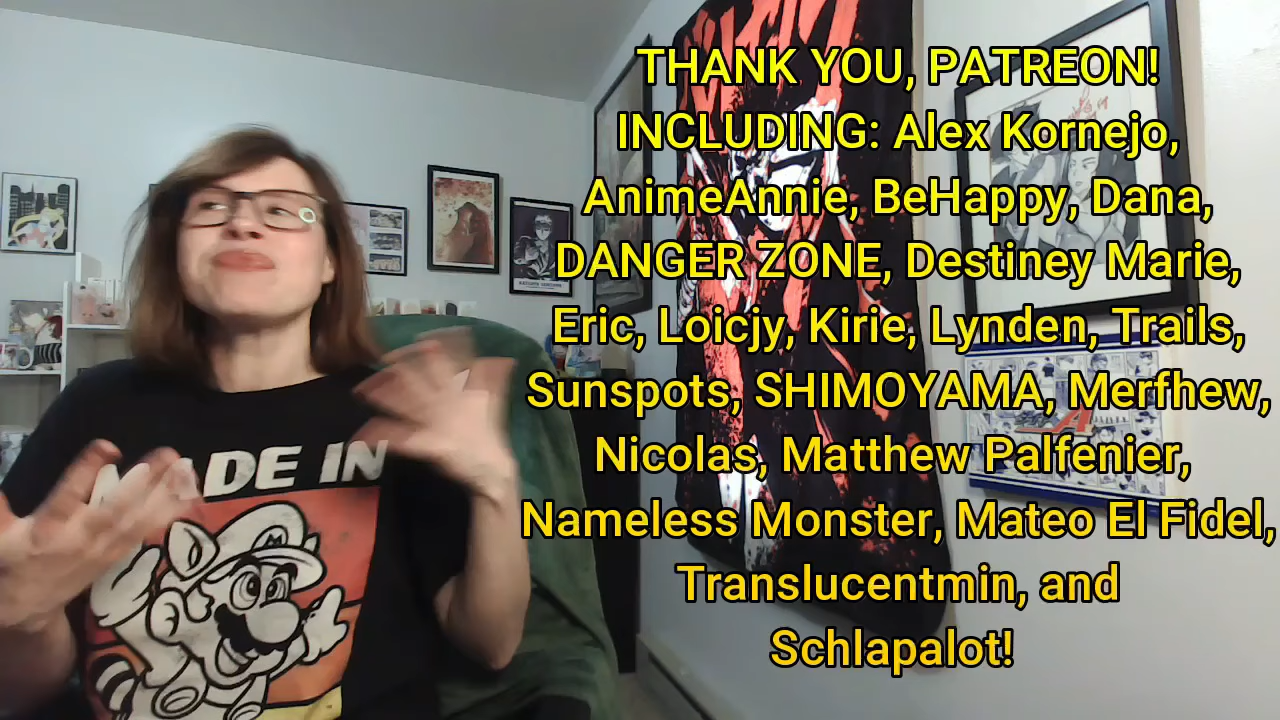 THANK YOU, PATREON!
INCLUDING: Alex Kornejo,
AnimeAnnie, BeHappy, Dana,
DANGER ZONE, Destiney Marie,
Eric, Loicjy, Kirie, Lynden, Trails,
Sunspots, SHIMOYAMA, Merfhew,
Nicolas, Matthew Palfenier,
Nameless Monster, Mateo El Fidel,
Translucentmin, and
Schlapalot!
MADE IN
M